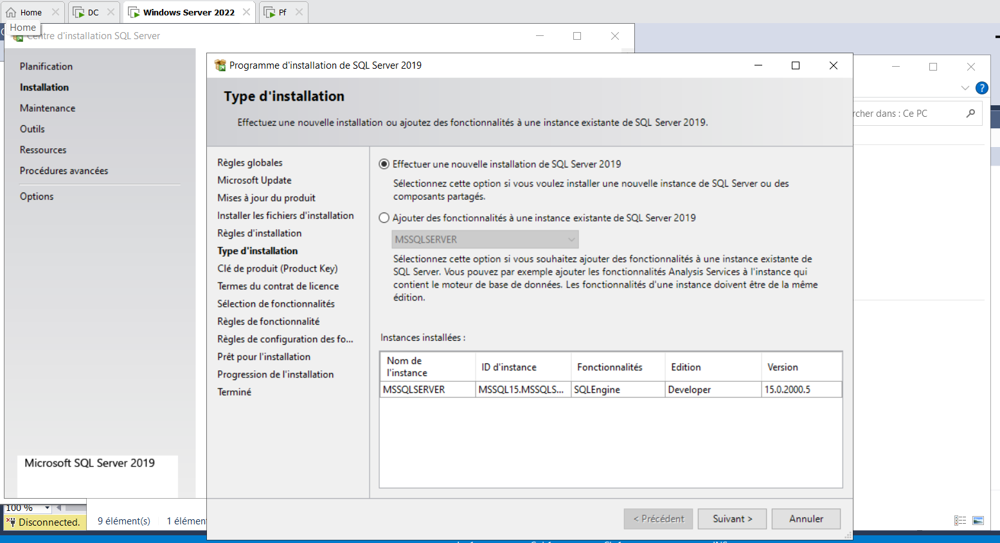 Home
DC
Windows Server 2022
Pf
Home
Centre d'installation SQL Server
Planification
Installation
Maintenance
Outils
Ressources
Procédures avancées
Options
Microsoft SQL Server 2019
Programme d'installation de SQL Server 2019
Type d'installation
Effectuez une nouvelle installation ou ajoutez des fonctionnalités à une instance existante de SQL Server 2019.
Règles globales
Microsoft Update
Mises à jour du produit
Installer les fichiers d'installation
Règles d'installation
Type d'installation
Clé de produit (Product Key)
Termes du contrat de licence
Sélection de fonctionnalités
Règles de fonctionnalité
Règles de configuration des fo...
Prêt pour l'installation
Progression de l'installation
Terminé
Effectuer une nouvelle installation de SQL Server 2019
Sélectionnez cette option si vous voulez installer une nouvelle instance de SQL Server ou des
composants partagés.
Ajouter des fonctionnalités à une instance existante de SQL Server 2019
MSSQLSERVER
Sélectionnez cette option si vous souhaitez ajouter des fonctionnalités à une instance existante de
SQL Server. Vous pouvez par exemple ajouter les fonctionnalités Analysis Services à l'instance qui
contient le moteur de base de données. Les fonctionnalités d'une instance doivent être de la même
édition.
Instances installées :
Nom de l'instance ID d'instance Fonctionnalités Edition Version
MSSQLSERVER MSSQL15.MSSQLS... SQLEngine Developer 15.0.2000.5
< Précédent Suivant > Annuler
rcher dans : Ce PC
?
100 %
Disconnected.
9 élément(s) 1 élémen